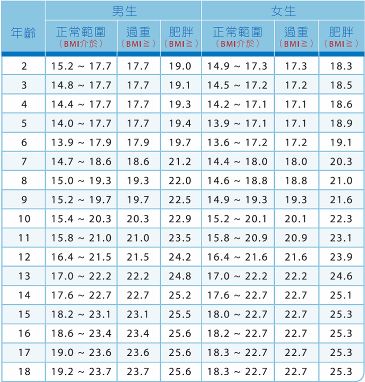 男生 女生
年齡 正常範圍 過重 肥胖 正常範圍 過重 肥胖
(BMI介於) (BMI≧) (BMI≧) (BMI介於) (BMI≧) (BMI≧)
2 15.2 ~ 17.7 17.7 19.0 14.9 ~ 17.3 17.3 18.3
3 14.8 ~ 17.7 17.7 19.1 14.5 ~ 17.2 17.2 18.5
4 14.4 ~ 17.7 17.7 19.3 14.2 ~ 17.1 17.1 18.6
5 14.0 ~ 17.7 17.7 19.4 13.9 ~ 17.1 17.1 18.9
6 13.9 ~ 17.9 17.9 19.7 13.6 ~ 17.2 17.2 19.1
7 14.7 ~ 18.6 18.6 21.2 14.4 ~ 18.0 18.0 20.3
8 15.0 ~ 19.3 19.3 22.0 14.6 ~ 18.8 18.8 21.0
9 15.2 ~ 19.7 19.7 22.5 14.9 ~ 19.3 19.3 21.6
10 15.4 ~ 20.3 20.3 22.9 15.2 ~ 20.1 20.1 22.3
11 15.8 ~ 21.0 21.0 23.5 15.8 ~ 20.9 20.9 23.1
12 16.4 ~ 21.5 21.5 24.2 16.4 ~ 21.6 21.6 23.9
13 17.0 ~ 22.2 22.2 24.8 17.0 ~ 22.2 22.2 24.6
14 17.6 ~ 22.7 22.7 25.2 17.6 ~ 22.7 22.7 25.1
15 18.2 ~ 23.1 23.1 25.5 18.0 ~ 22.7 22.7 25.3
16 18.6 ~ 23.4 23.4 25.6 18.2 ~ 22.7 22.7 25.3
17 19.0 ~ 23.6 23.6 25.6 18.3 ~ 22.7 22.7 25.3
18 19.2 ~ 23.7 23.7 25.6 18.3 ~ 22.7 22.7 25.3